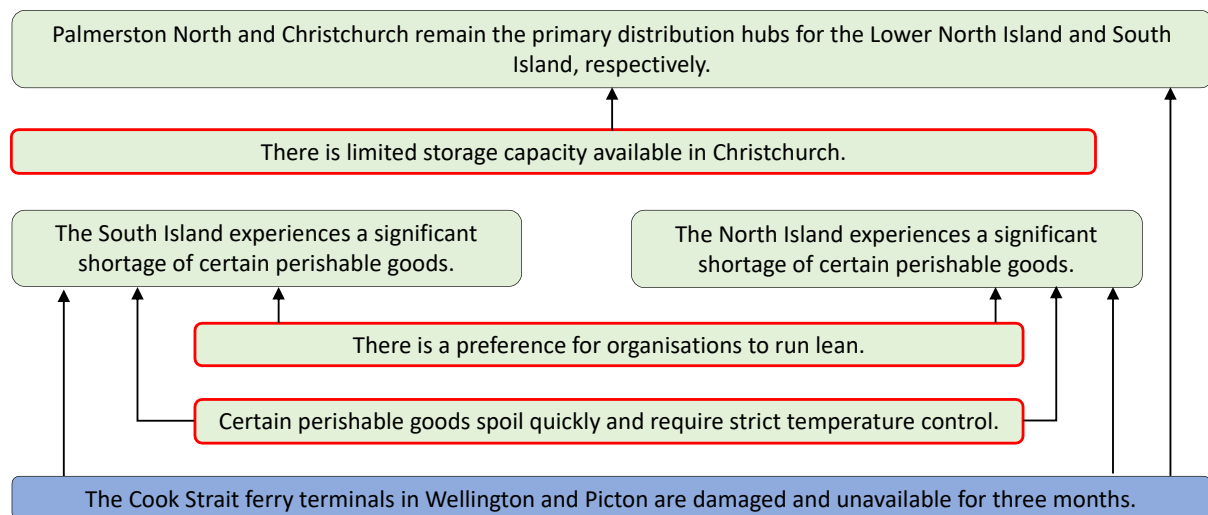 Palmerston North and Christchurch remain the primary distribution hubs for the Lower North Island and South
Island, respectively.
There is limited storage capacity available in Christchurch.
The South Island experiences a significant
shortage of certain perishable goods.
The North Island experiences a significant
shortage of certain perishable goods.
There is a preference for organisations to run lean.
Certain perishable goods spoil quickly and require strict temperature control.
The Cook Strait ferry terminals in Wellington and Picton are damaged and unavailable for three months.